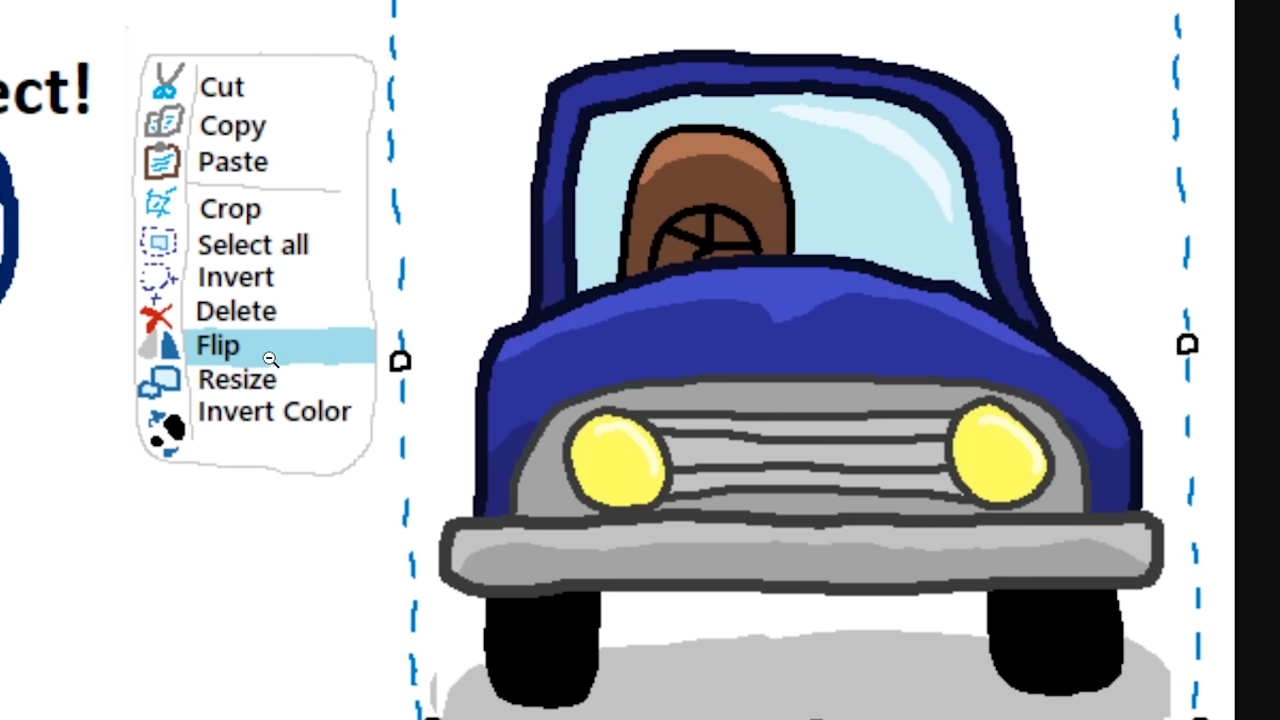 ect!
Cut
Copy
Paste
Crop
Select all
Invert
Delete
Flip
Resize
Invert Color